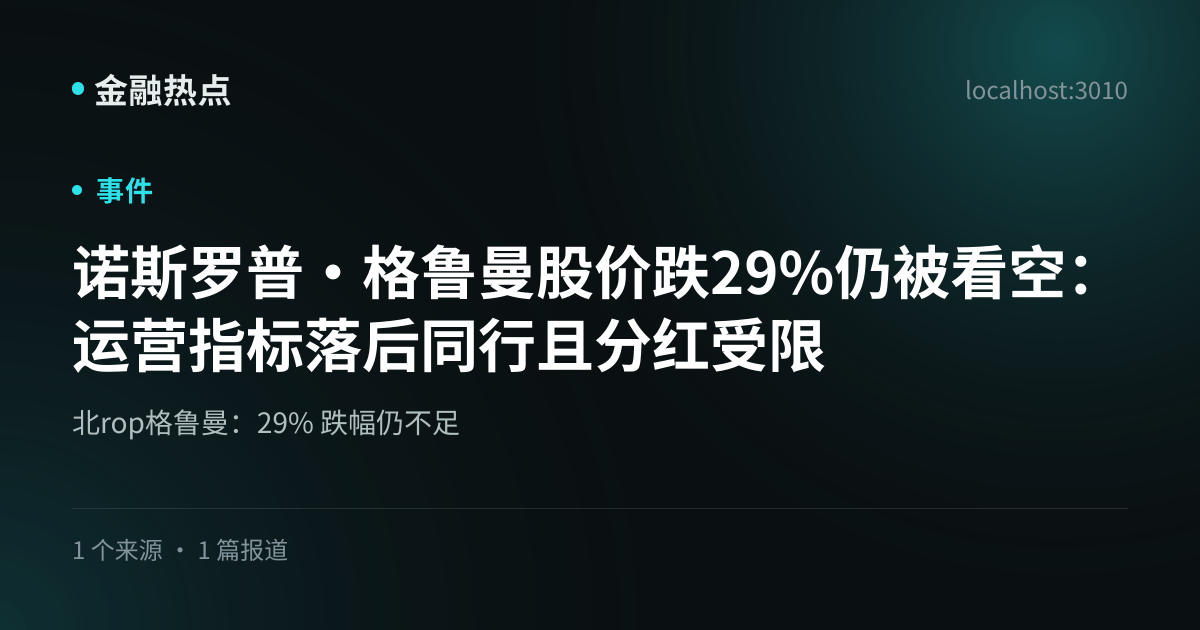 金融热点
localhost:3010
事件
诺斯罗普·格鲁曼股价跌29%仍被看空：
运营指标落后同行且分红受限
北rop格鲁曼：29% 跌幅仍不足
1 个来源 · 1 篇报道